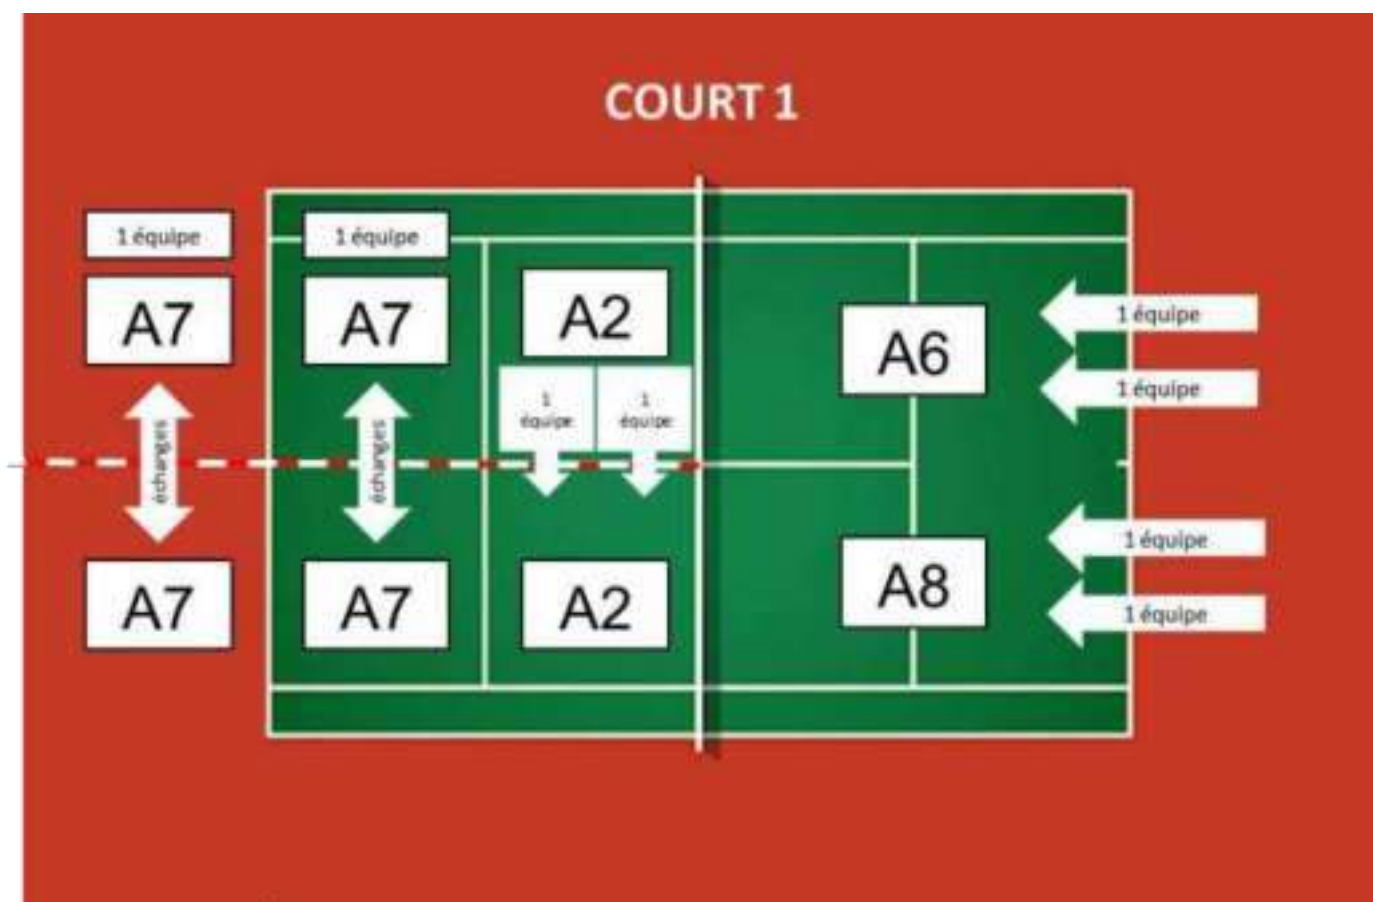 COURT 1
1 équipe
1 équipe
A7
A7
A2
1
équipe
1
équipe
échanges
échanges
A7
A7
A2
A6
1 équipe
1 équipe
A8
1 équipe
1 équipe